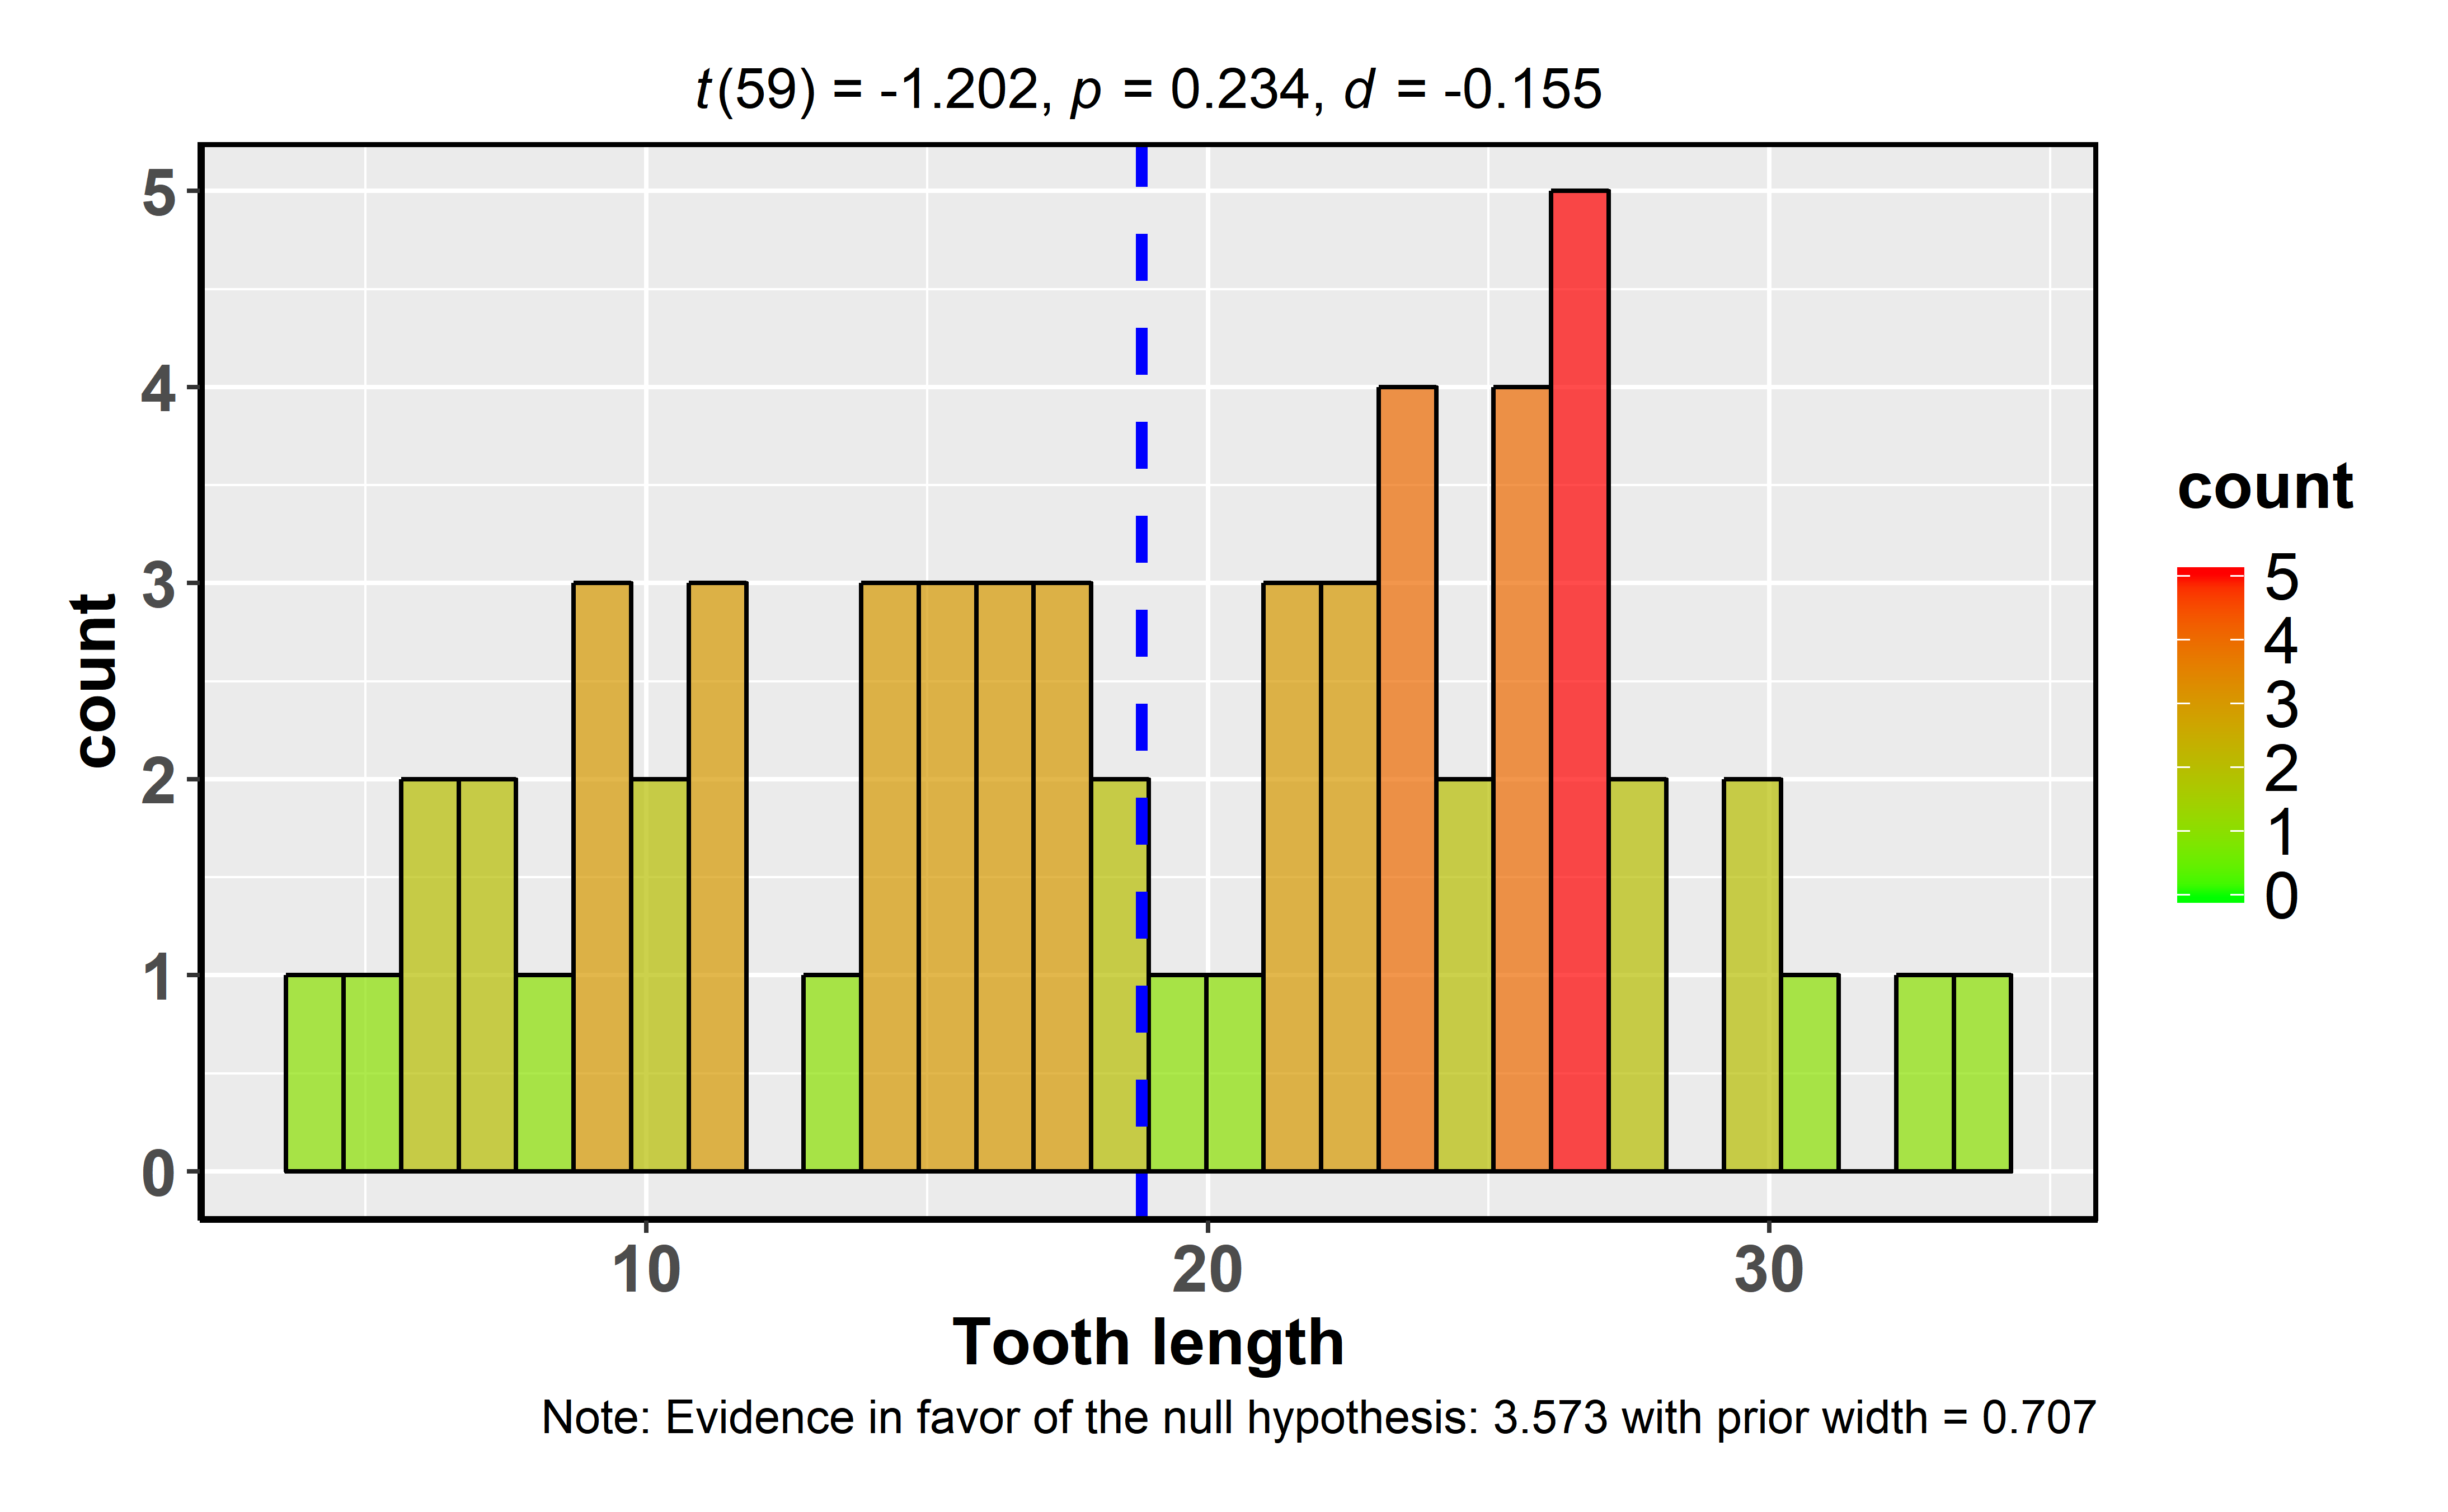 t(59) = -1.202, p = 0.234, d = -0.155
5
4
3
2
1
0
count
10 20 30
Tooth length
Note: Evidence in favor of the null hypothesis: 3.573 with prior width = 0.707
count
5
4
3
2
1
0